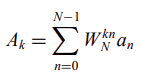 $A_k = \sum_{n=0}^{N-1} W_N^{kn} a_n$